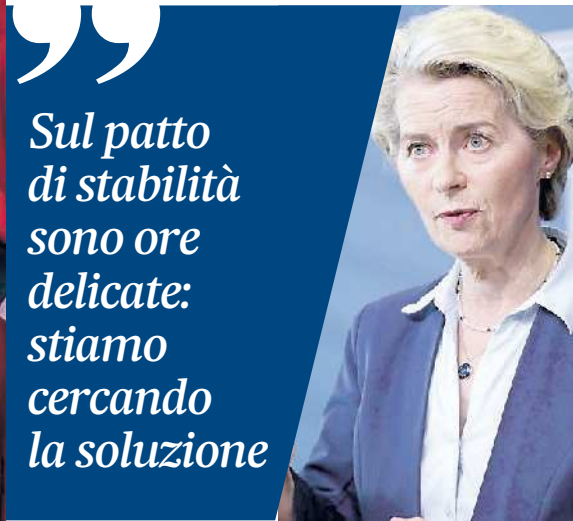 ”
Sul patto
di stabilità
sono ore
delicate:
stiamo
cercando
la soluzione